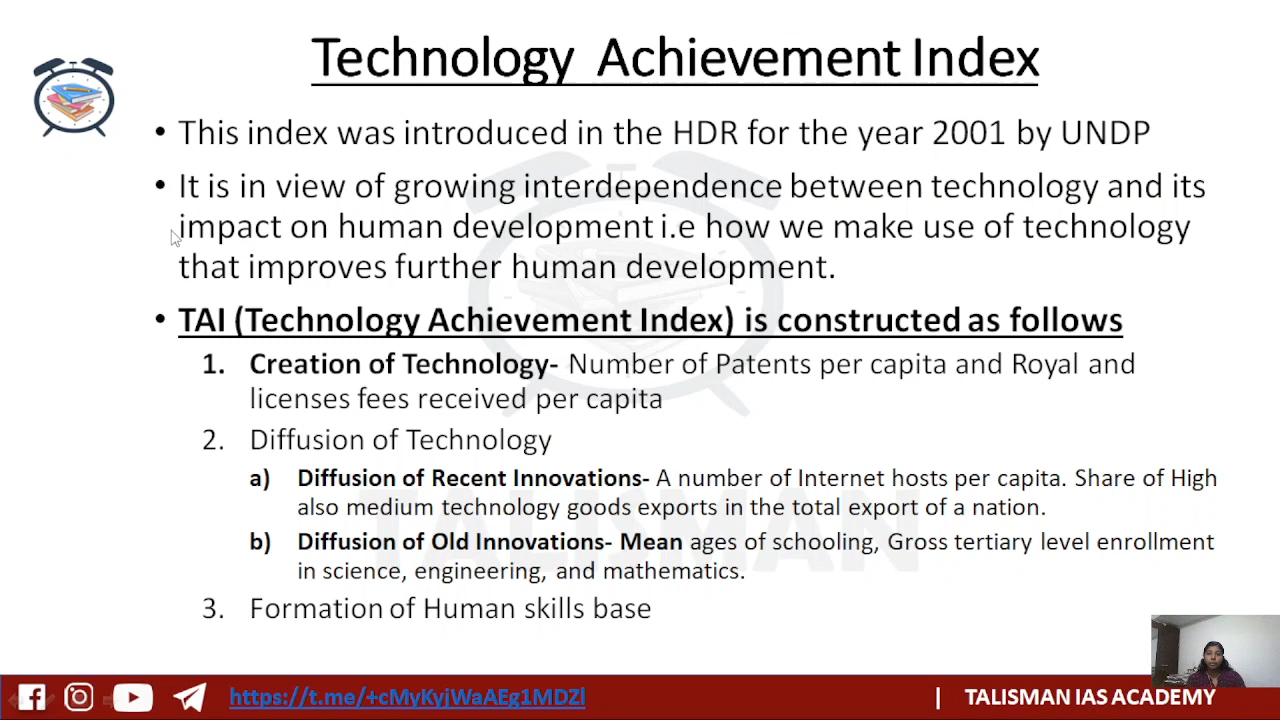 Technology Achievement Index
• This index was introduced in the HDR for the year 2001 by UNDP
• It is in view of growing interdependence between technology and its
impact on human development i.e how we make use of technology
that improves further human development.
• TAI (Technology Achievement Index) is constructed as follows
1. Creation of Technology- Number of Patents per capita and Royal and
licenses fees received per capita
2. Diffusion of Technology
a) Diffusion of Recent Innovations- A number of Internet hosts per capita. Share of High
also medium technology goods exports in the total export of a nation.
b) Diffusion of Old Innovations- Mean ages of schooling, Gross tertiary level enrollment
in science, engineering, and mathematics.
3. Formation of Human skills base
TALISMAN
https://t.me/+cMyKyjWaAEg1MDZl
| TALISMAN IAS ACADEMY